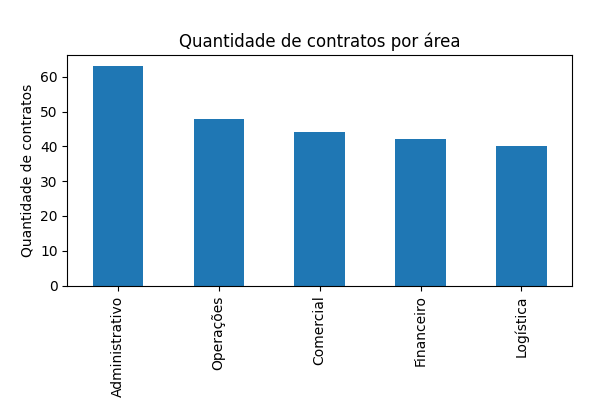 Quantidade de contratos por área
Quantidade de contratos
60
50
40
30
20
10
0
Administrativo
Operações
Comercial
Financeiro
Logística